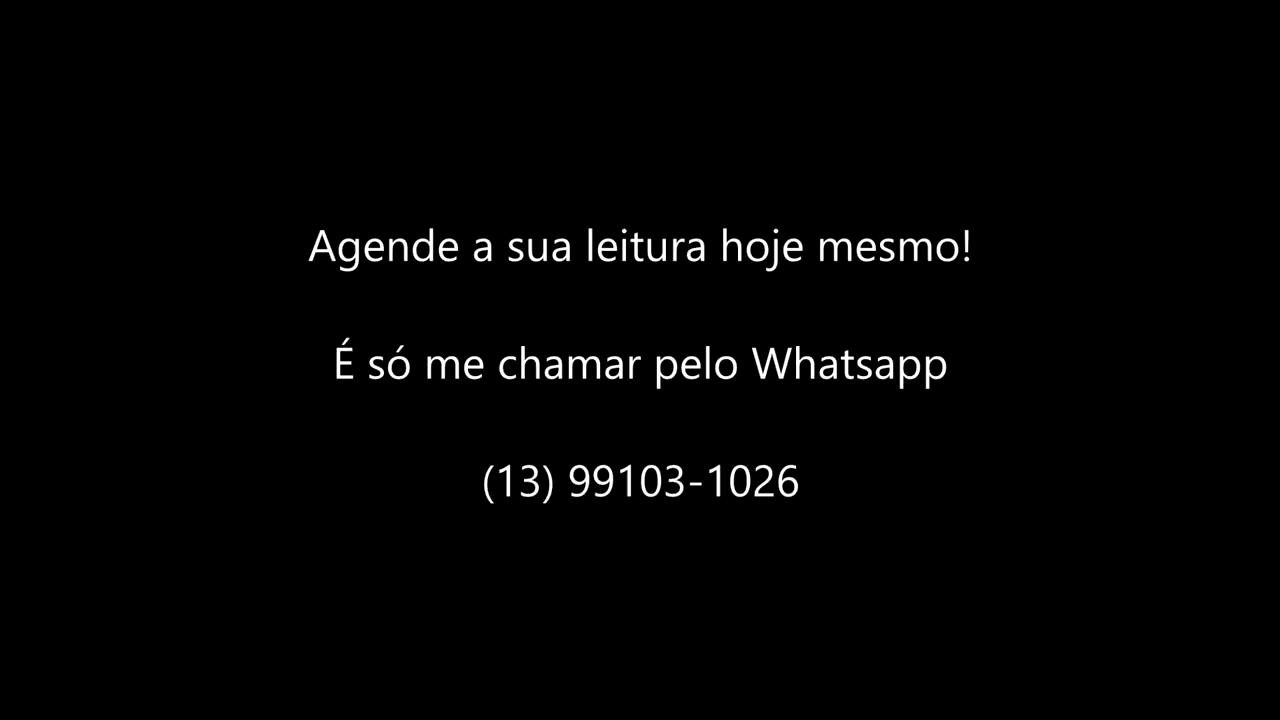 Agende a sua leitura hoje mesmo!
É só me chamar pelo Whatsapp
(13) 99103-1026